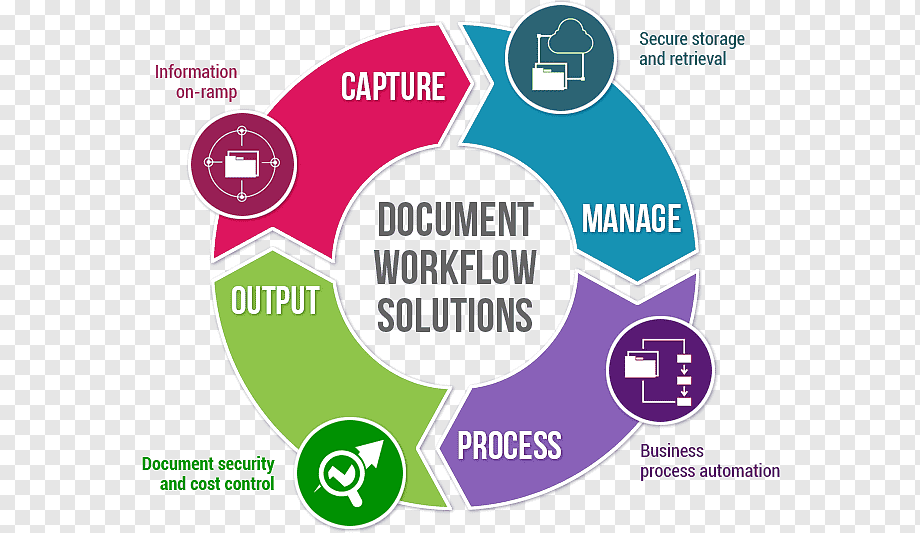 Information
on-ramp
CAPTURE
Secure storage
and retrieval
MANAGE
DOCUMENT
WORKFLOW
SOLUTIONS
OUTPUT
PROCESS
Business
process automation
Document security
and cost control